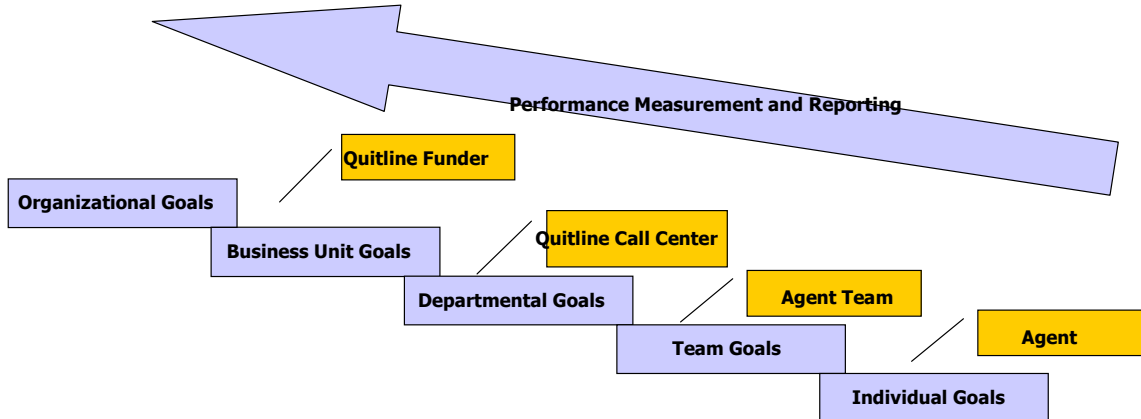 Performance Measurement and Reporting
Quitline Funder
Organizational Goals
Quitline Call Center
Business Unit Goals
Agent Team
Departmental Goals
Agent
Team Goals
Individual Goals